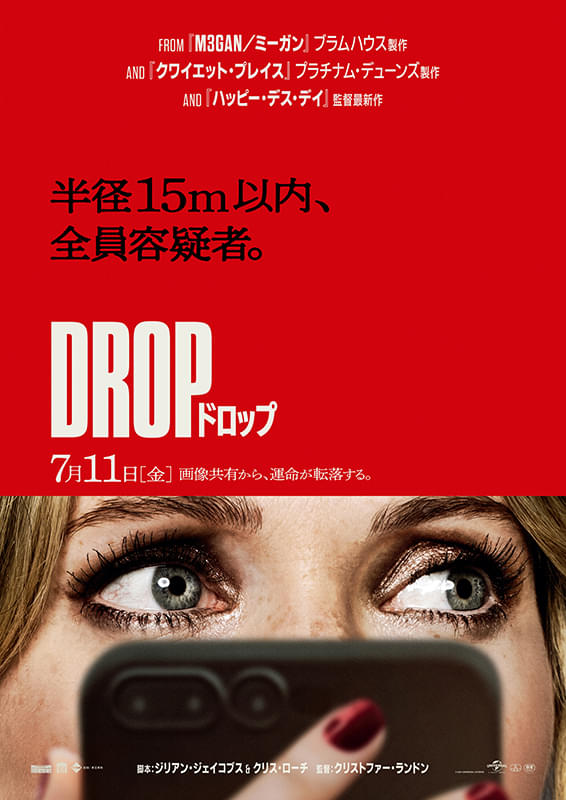 FROM『M3GAN/ミーガン』ブラムハウス製作
AND『クワイエット・プレイス』プラチナム・デューンズ製作
AND『ハッピー・デス・デイ』監督最新作
半径15m以内、
全員容疑者。
DROP
ドロップ
7月11日[金] 画像共有から、運命が転落する。
脚本：ジリアン・ジェイコブス & クリス・ローチ 監督：クリストファー・ランドン